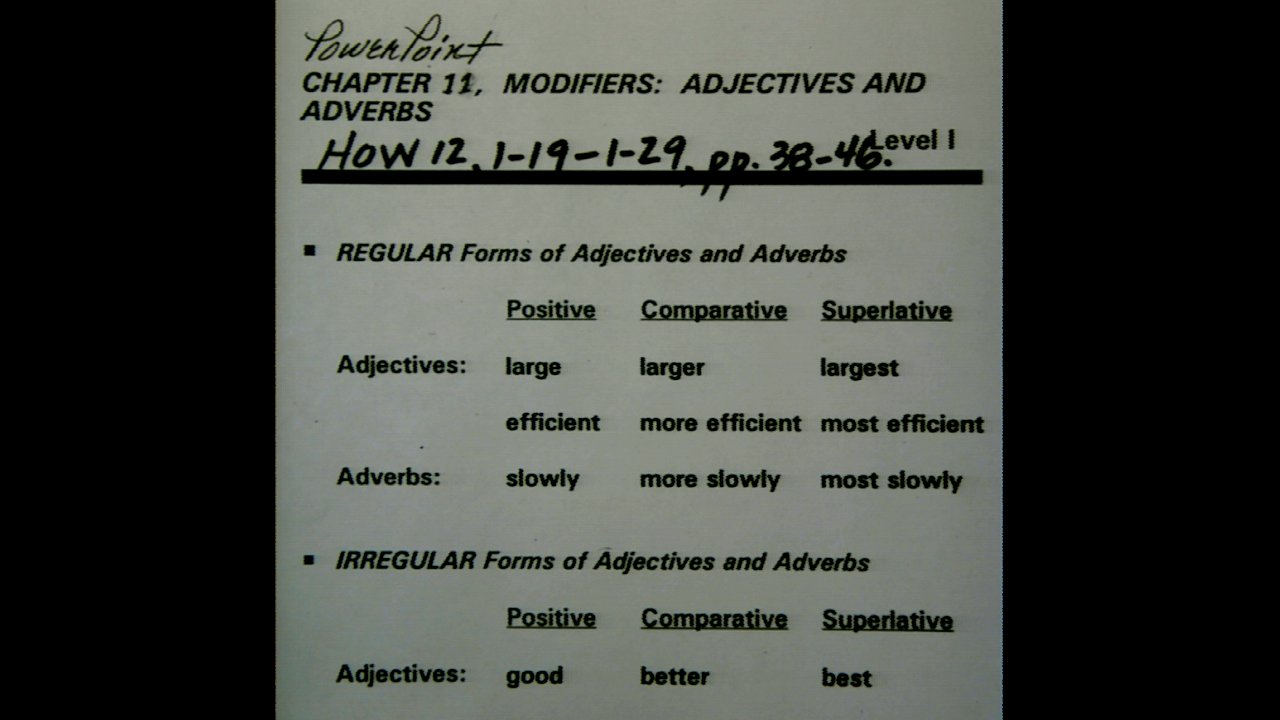 PowerPoint
CHAPTER 11, MODIFIERS: ADJECTIVES AND
ADVERBS
Level I
HOW 12, 1-19-1-29, pp. 38-46.
■ REGULAR Forms of Adjectives and Adverbs
Positive Comparative Superlative
Adjectives: large larger largest
efficient more efficient most efficient
Adverbs: slowly more slowly most slowly
■ IRREGULAR Forms of Adjectives and Adverbs
Positive Comparative Superlative
Adjectives: good better best